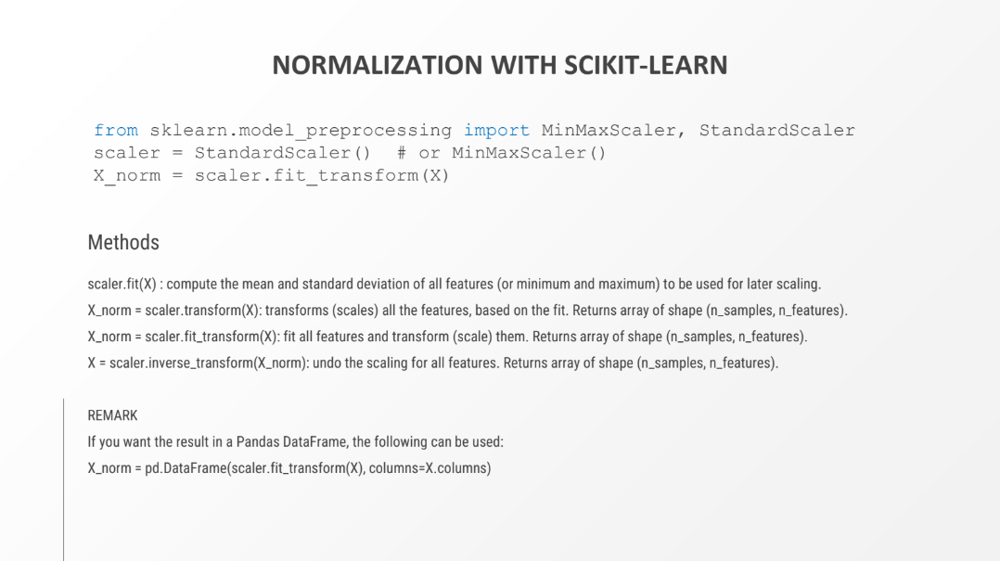 NORMALIZATION WITH SCIKIT-LEARN
from sklearn.model_preprocessing import MinMaxScaler, StandardScaler
scaler = StandardScaler()  # or MinMaxScaler()
X_norm = scaler.fit_transform(X)
Methods
scaler.fit(X) : compute the mean and standard deviation of all features (or minimum and maximum) to be used for later scaling.
X_norm = scaler.transform(X): transforms (scales) all the features, based on the fit. Returns array of shape (n_samples, n_features).
X_norm = scaler.fit_transform(X): fit all features and transform (scale) them. Returns array of shape (n_samples, n_features).
X = scaler.inverse_transform(X_norm): undo the scaling for all features. Returns array of shape (n_samples, n_features).
REMARK
If you want the result in a Pandas DataFrame, the following can be used:
X_norm = pd.DataFrame(scaler.fit_transform(X), columns=X.columns)